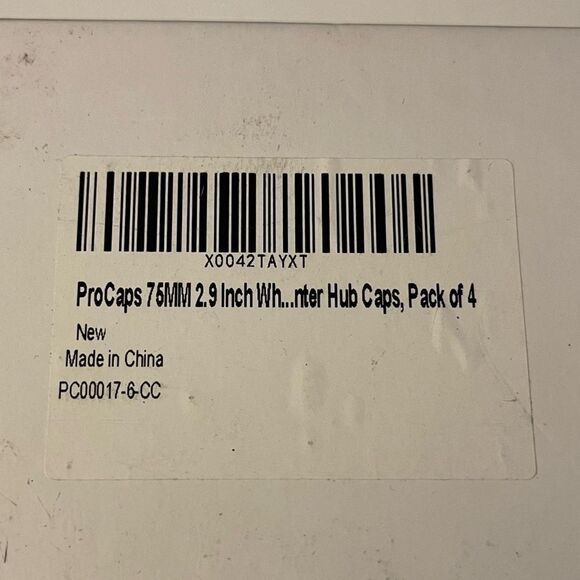 X0042TAYXT
ProCaps 75MM 2.9 Inch Wh...nter Hub Caps, Pack of 4
New
Made in China
PC00017-6-CC